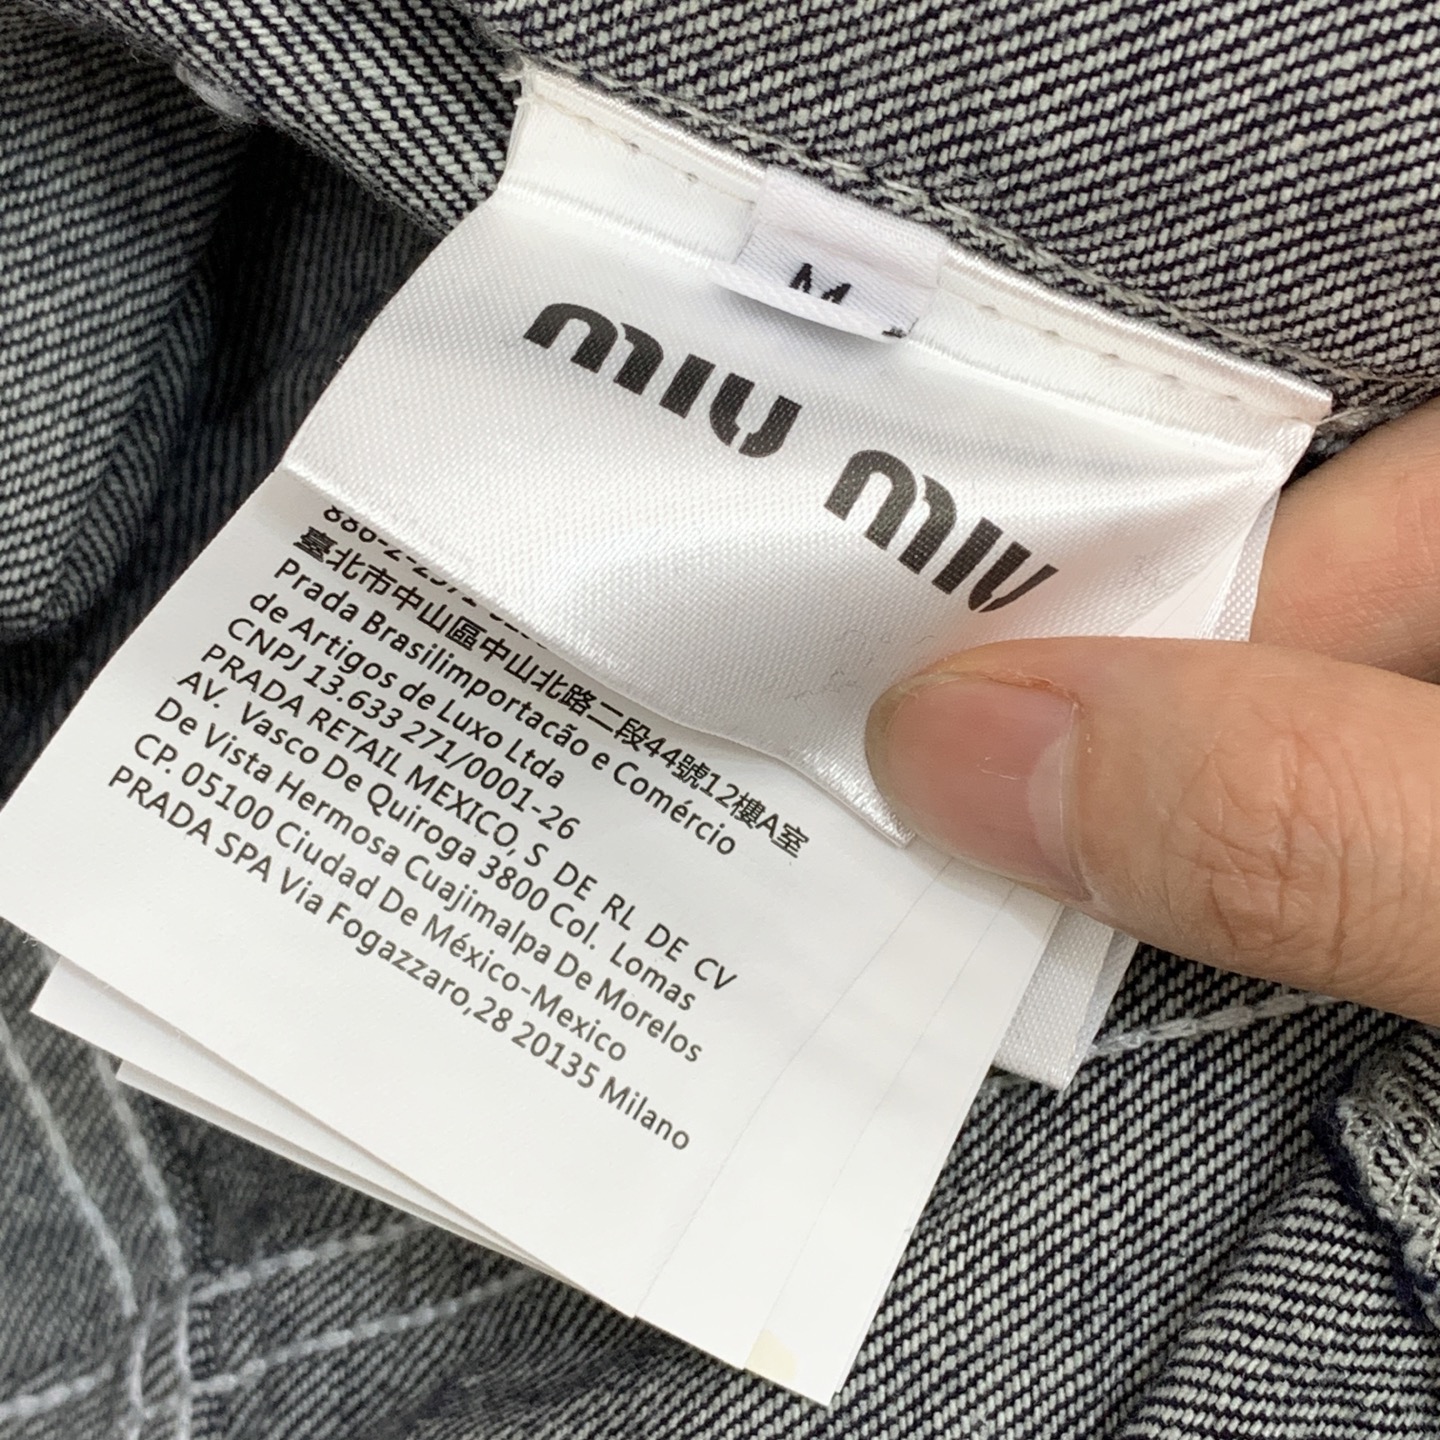 M
miu miu
臺北市中山區中山北路二段44號12樓A室
Prada Brasilimportacão e Comércio
de Artigos de Luxo Ltda
CNPJ 13.633 271/0001-26
PRADA RETAIL MEXICO, S DE RL DE CV
AV. Vasco De Quiroga 3800 Col. Lomas
De Vista Hermosa Cuajimalpa De Morelos
CP. 05100 Ciudad De México-Mexico
PRADA SPA Via Fogazzaro,28 20135 Milano